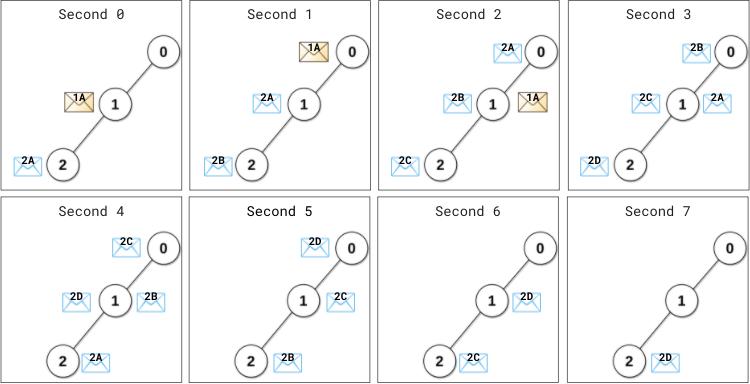 Second 0
0
1A
1
2A
2
Second 1
1A
0
2A
1
2B
2
Second 2
2A
0
2B
1
1A
2C
2
Second 3
2B
0
2C
1
2A
2D
2
Second 4
2C
0
2D
1
2B
2
2A
Second 5
2D
0
1
2C
2
2B
Second 6
0
1
2D
2
2C
Second 7
0
1
2
2D